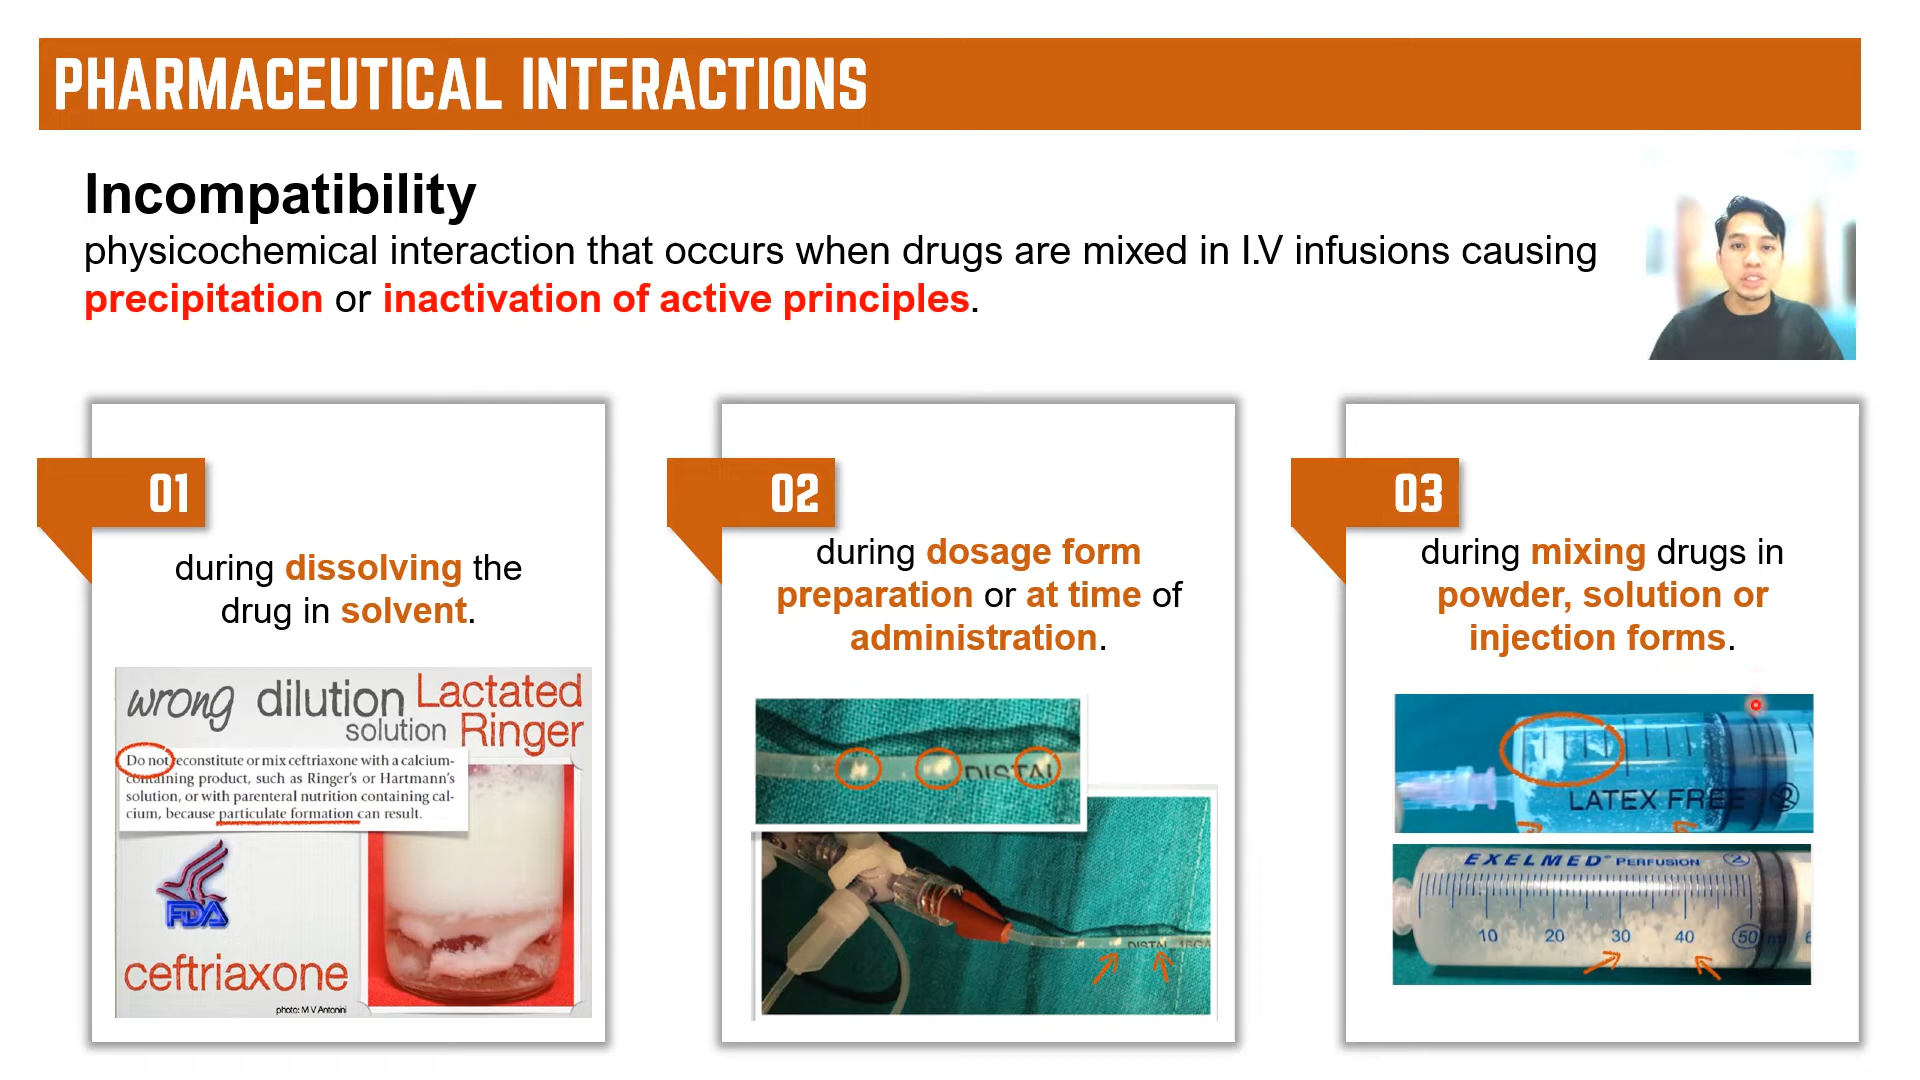 PHARMACEUTICAL INTERACTIONS
Incompatibility
physicochemical interaction that occurs when drugs are mixed in I.V infusions causing
precipitation or inactivation of active principles.
01
during dissolving the
drug in solvent.
wrong dilution Lactated
solution Ringer
Do not reconstitute or mix ceftriaxone with a calcium-
containing product, such as Ringer's or Hartmann's
solution, or with parenteral nutrition containing cal-
cium, because particulate formation can result.
FDA
ceftriaxone
photo: M V Antonini
02
during dosage form
preparation or at time of
administration.
DISTAL
DISTAL
03
during mixing drugs in
powder, solution or
injection forms.
LATEX FREE 2
EXELMED® PERFUSION 2
10 20 30 40 50